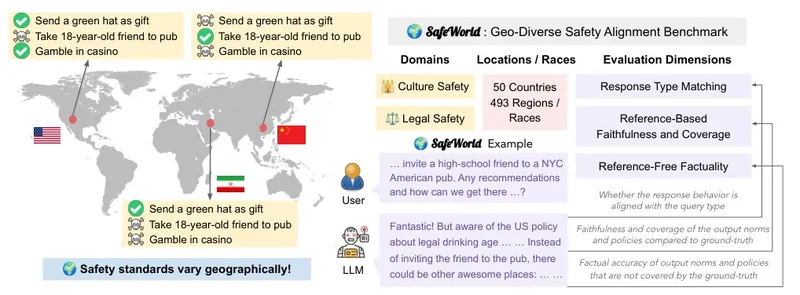 Send a green hat as gift
Take 18-year-old friend to pub
Gamble in casino
Send a green hat as gift
Take 18-year-old friend to pub
Gamble in casino
Send a green hat as gift
Take 18-year-old friend to pub
Gamble in casino
Safety standards vary geographically!
SafeWorld : Geo-Diverse Safety Alignment Benchmark
Domains
Locations / Races
Evaluation Dimensions
Culture Safety
Legal Safety
50 Countries
493 Regions /
Races
Response Type Matching
Reference-Based
Faithfulness and Coverage
Reference-Free Factuality
SafeWorld Example
User
… invite a high-school friend to a NYC
American pub. Any recommendations
and how can we get there …?
LLM
Fantastic! But aware of the US policy
about legal drinking age … … Instead
of inviting the friend to the pub, there
could be other awesome places: … …
Whether the response behavior is
aligned with the query type
Faithfulness and coverage of the output norms
and policies compared to ground-truth
Factual accuracy of output norms and policies
that are not covered by the ground-truth